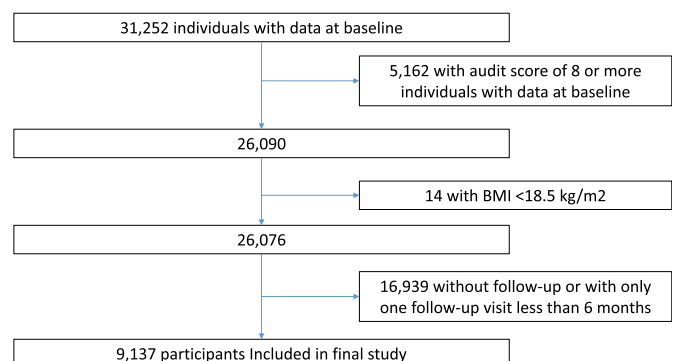 31,252 individuals with data at baseline
5,162 with audit score of 8 or more
individuals with data at baseline
26,090
14 with BMI <18.5 kg/m2
26,076
16,939 without follow-up or with only
one follow-up visit less than 6 months
9,137 participants Included in final study